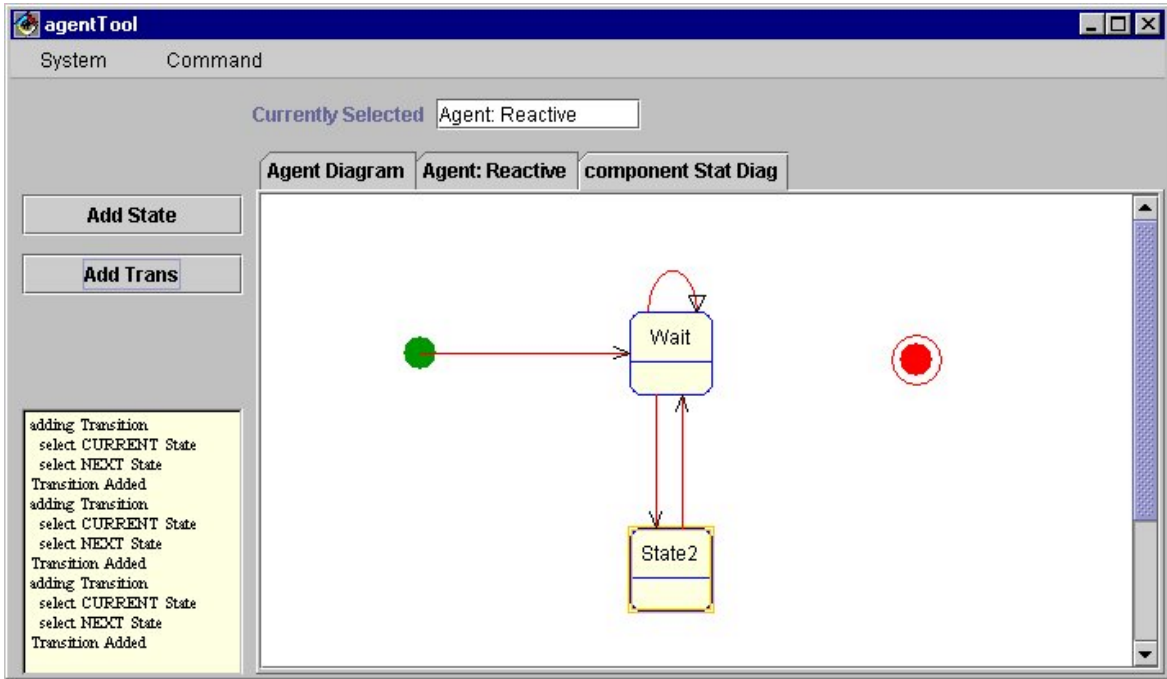 agentTool
System Command
Currently Selected Agent: Reactive
Agent Diagram Agent: Reactive component Stat Diag
Add State
Add Trans
Wait
State2
adding Transition
select CURRENT State
select NEXT State
Transition Added
adding Transition
select CURRENT State
select NEXT State
Transition Added
adding Transition
select CURRENT State
select NEXT State
Transition Added